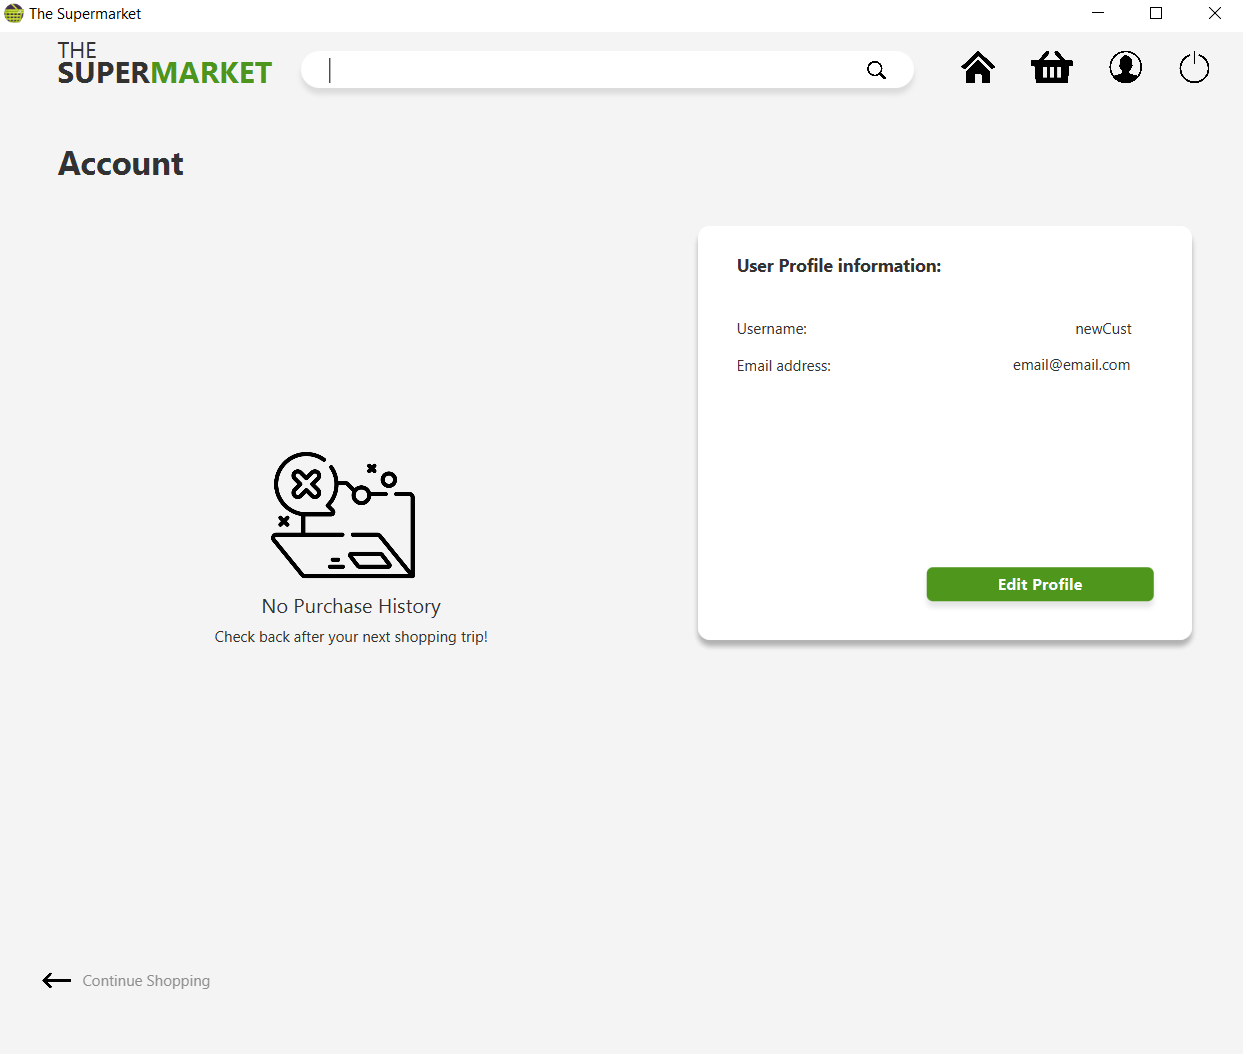 The Supermarket
THE
SUPERMARKET
Account
User Profile information:
Username: newCust
Email address: email@email.com
Edit Profile
No Purchase History
Check back after your next shopping trip!
Continue Shopping